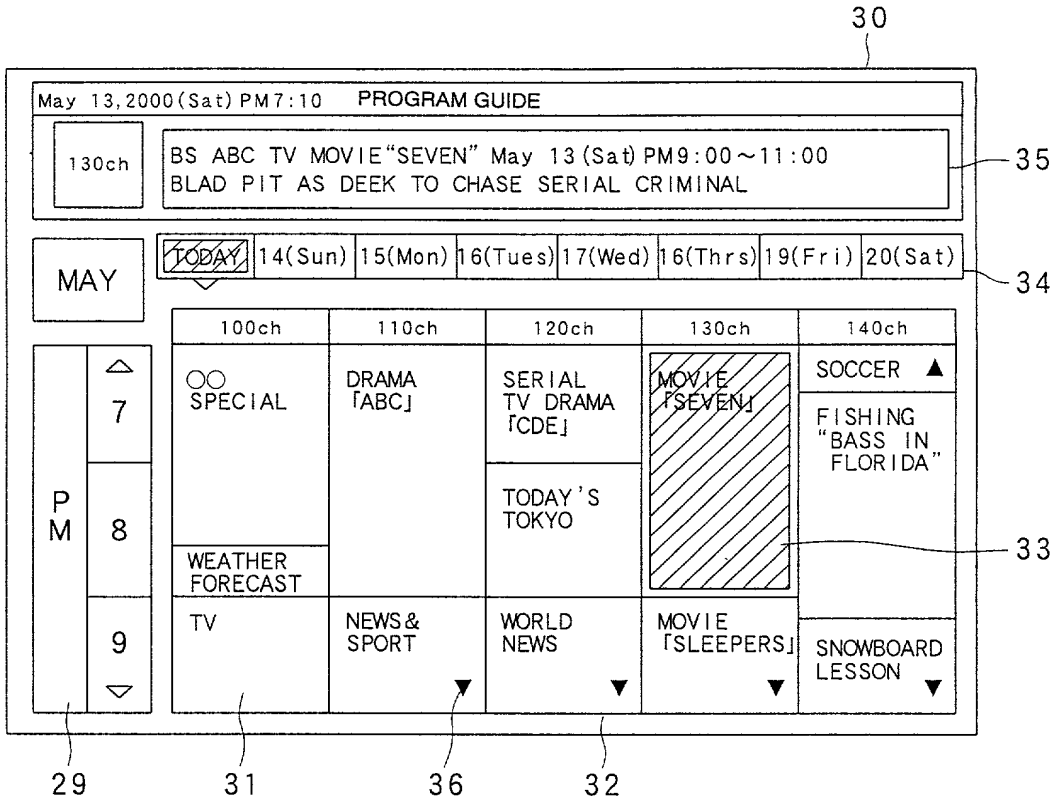 30
May 13,2000(Sat)PM7:10 PROGRAM GUIDE
130ch
BS ABC TV MOVIE“SEVEN” May 13(Sat)PM9:00～11:00
BLAD PIT AS DEEK TO CHASE SERIAL CRIMINAL
35
MAY
TODAY 14(Sun) 15(Mon) 16(Tues) 17(Wed) 16(Thrs) 19(Fri) 20(Sat)
34
100ch 110ch 120ch 130ch 140ch
PM
7
8
9
○○
SPECIAL
WEATHER
FORECAST
TV
DRAMA
｢ABC｣
NEWS&
SPORT
▼
SERIAL
TV DRAMA
｢CDE｣
TODAY'S
TOKYO
WORLD
NEWS
▼
MOVIE
｢SEVEN｣
MOVIE
｢SLEEPERS｣
▼
SOCCER ▲
FISHING
“BASS IN
FLORIDA”
SNOWBOARD
LESSON ▼
33
29 31 36 32